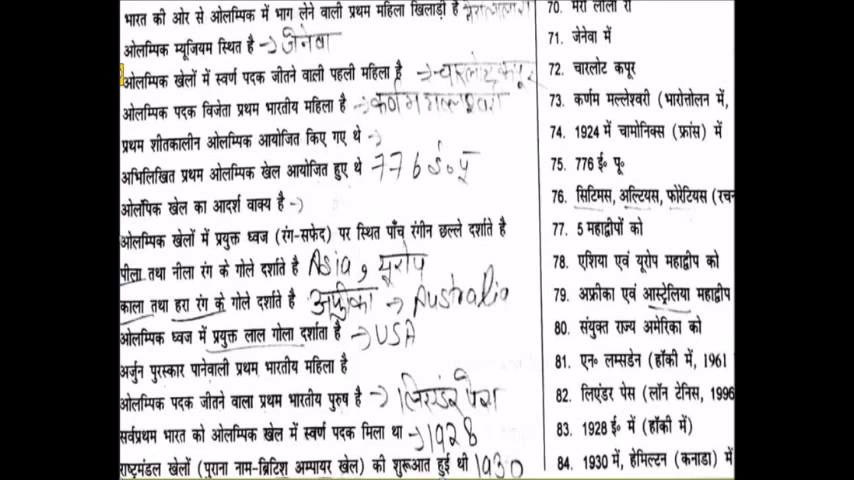 भारत की ओर से ओलम्पिक में भाग लेने वाली प्रथम महिला खिलाड़ी है
ओलम्पिक म्यूजियम स्थित है → जेनेवा
ओलम्पिक खेलों में स्वर्ण पदक जीतने वाली पहली महिला है → चारलोट कपूर
ओलम्पिक पदक विजेता प्रथम भारतीय महिला है → कर्णम मल्लेश्वरी
प्रथम शीतकालीन ओलम्पिक आयोजित किए गए थे →
अभिलिखित प्रथम ओलम्पिक खेल आयोजित हुए थे 776 ई॰ पू
ओलंपिक खेल का आदर्श वाक्य है →
ओलम्पिक खेलों में प्रयुक्त ध्वज (रंग-सफेद) पर स्थित पाँच रंगीन छल्ले दर्शाते है
पीला तथा नीला रंग के गोले दर्शाते है Asia, यूरोप
काला तथा हरा रंग के गोले दर्शाते है अफ्रीका → Australia
ओलम्पिक ध्वज में प्रयुक्त लाल गोला दर्शाता है → USA
अर्जुन पुरस्कार पानेवाली प्रथम भारतीय महिला है
ओलम्पिक पदक जीतने वाला प्रथम भारतीय पुरुष है → लिएंडर पेस
सर्वप्रथम भारत को ओलम्पिक खेल में स्वर्ण पदक मिला था → 1928
राष्ट्रमंडल खेलों (पुराना नाम-ब्रिटिश अम्पायर खेल) की शुरूआत हुई थी 1930
70. मेरी लीला रो
71. जेनेवा में
72. चारलोट कपूर
73. कर्णम मल्लेश्वरी (भारोत्तोलन में,
74. 1924 में चामोनिक्स (फ्रांस) में
75. 776 ई॰ पू॰
76. सिटिमस, अल्टियस, फोरेटियस (रचन
77. 5 महाद्वीपों को
78. एशिया एवं यूरोप महाद्वीप को
79. अफ्रीका एवं आस्ट्रेलिया महाद्वीप
80. संयुक्त राज्य अमेरिका को
81. एन॰ लम्सडेन (हॉकी में, 1961
82. लिएंडर पेस (लॉन टेनिस, 1996
83. 1928 ई॰ में (हॉकी में)
84. 1930 में, हेमिल्टन (कनाडा) में